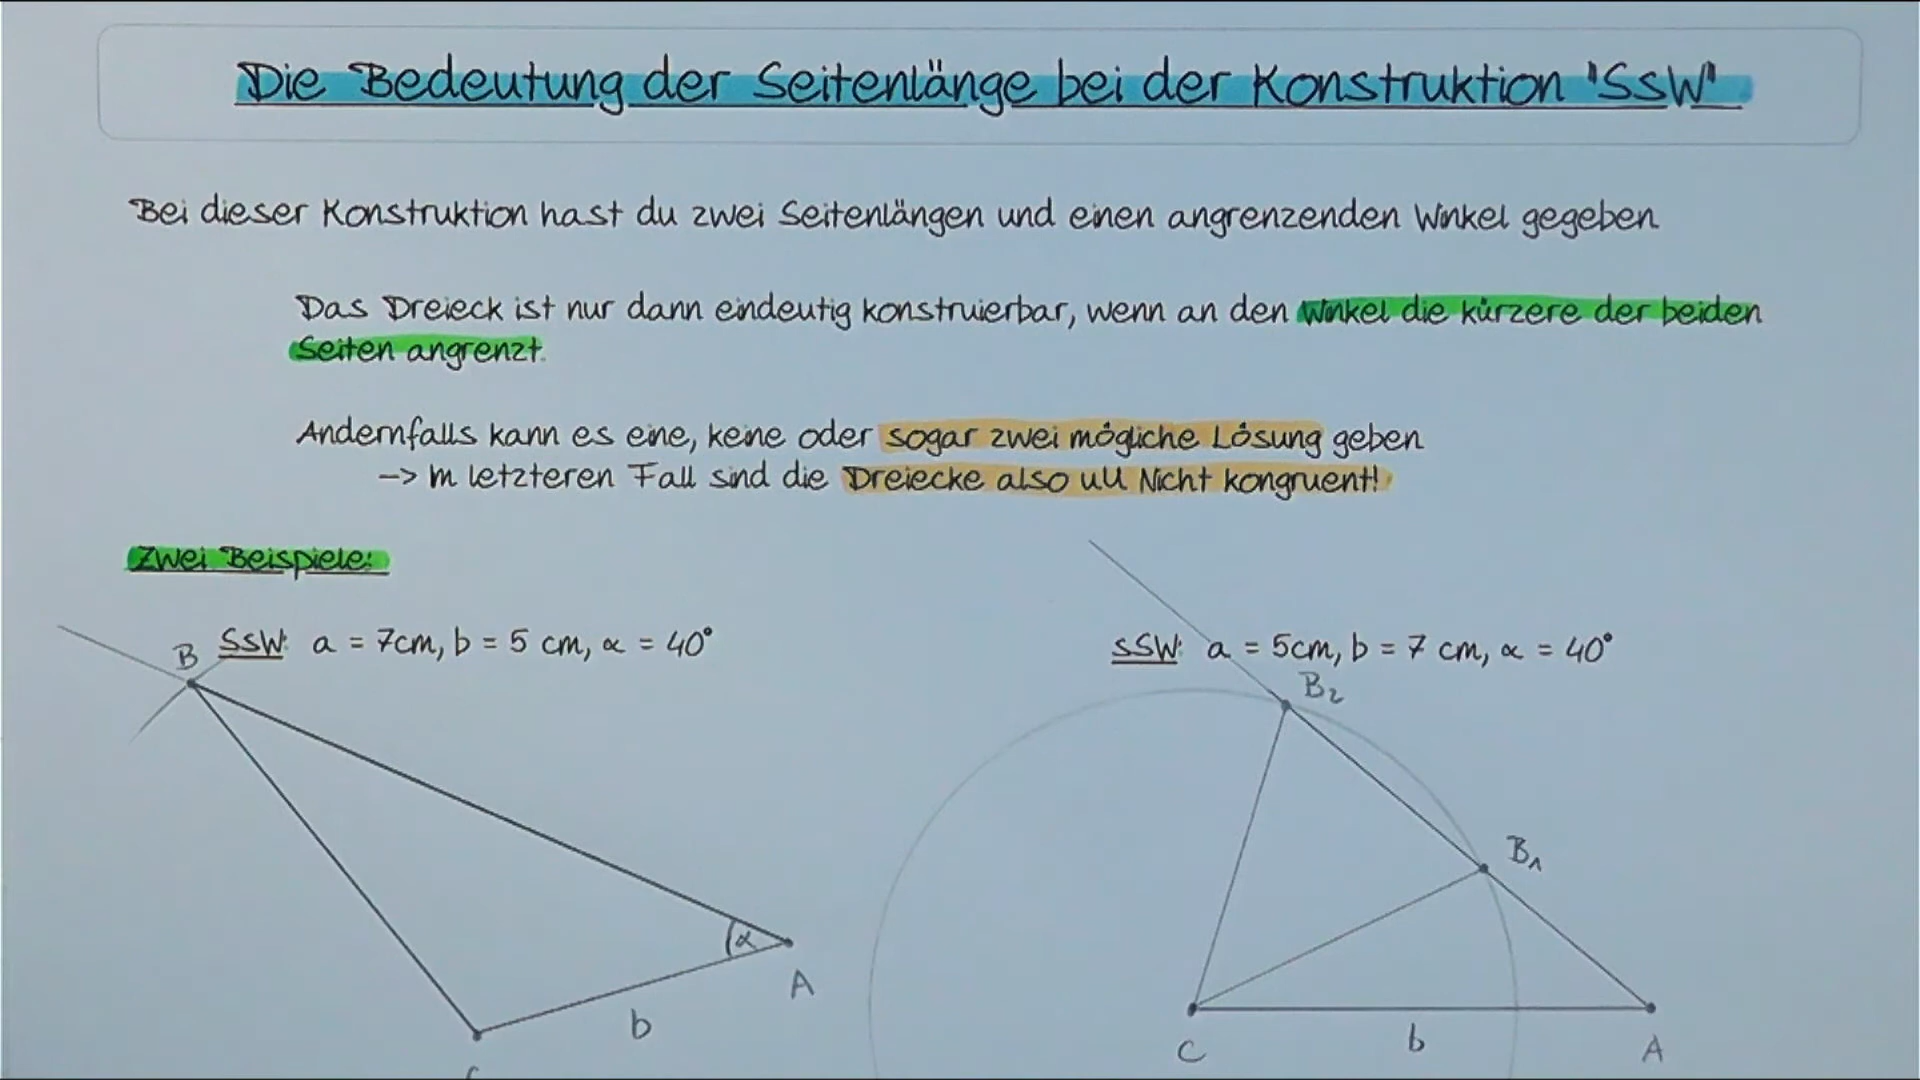 Die Bedeutung der Seitenlänge bei der Konstruktion 'SsW'
Bei dieser Konstruktion hast du zwei Seitenlängen und einen angrenzenden Winkel gegeben
Das Dreieck ist nur dann eindeutig konstruierbar, wenn an den Winkel die kürzere der beiden
Seiten angrenzt.
Andernfalls kann es eine, keine oder sogar zwei mögliche Lösung geben
-> im letzteren Fall sind die Dreiecke also uU Nicht kongruent!
Zwei Beispiele:
SsW: a = 7cm, b = 5 cm, α = 40°
sSW: a = 5cm, b = 7 cm, α = 40°
B
B₂
B₁
α
A
b
C
b
A